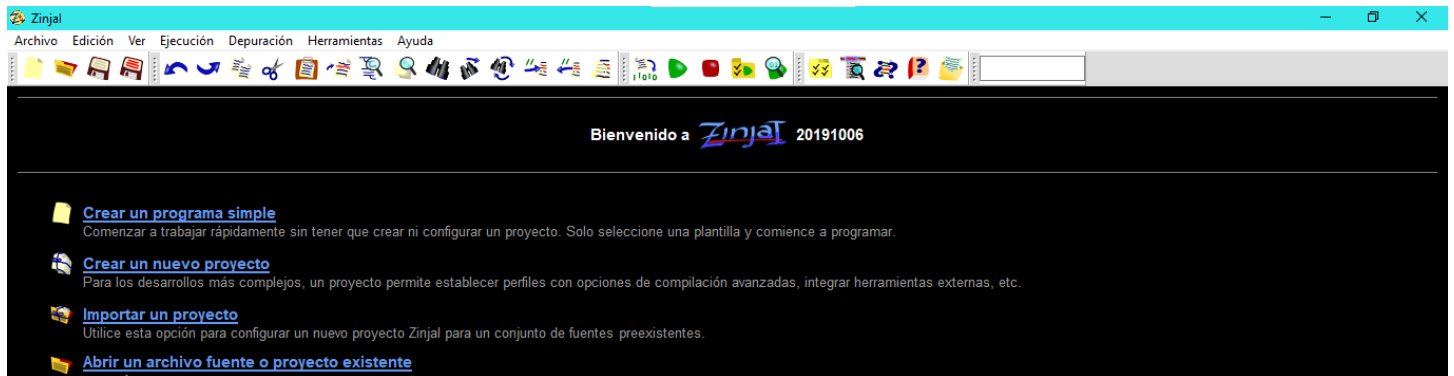 Zinjal
Archivo Edición Ver Ejecución Depuración Herramientas Ayuda
Bienvenido a ZinjaI 20191006
Crear un programa simple
Comenzar a trabajar rápidamente sin tener que crear ni configurar un proyecto. Solo seleccione una plantilla y comience a programar.
Crear un nuevo proyecto
Para los desarrollos más complejos, un proyecto permite establecer perfiles con opciones de compilación avanzadas, integrar herramientas externas, etc.
Importar un proyecto
Utilice esta opción para configurar un nuevo proyecto Zinjal para un conjunto de fuentes preexistentes.
Abrir un archivo fuente o proyecto existente